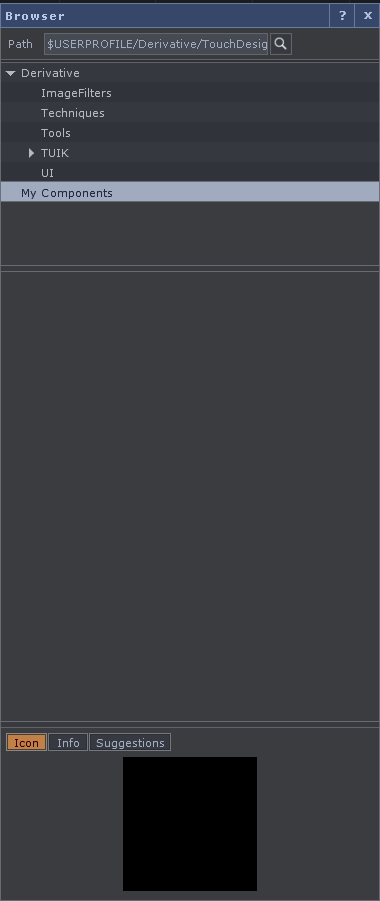 Browser ? x
Path $USERPROFILE/Derivative/TouchDesig
Derivative
ImageFilters
Techniques
Tools
TUIK
UI
My Components
Icon Info Suggestions